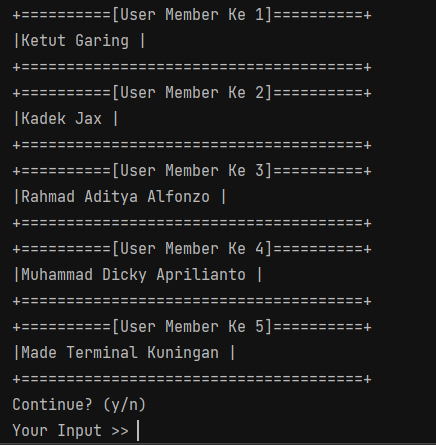 +==========[User Member Ke 1]==========+
|Ketut Garing |
+======================================+
+==========[User Member Ke 2]==========+
|Kadek Jax |
+======================================+
+==========[User Member Ke 3]==========+
|Rahmad Aditya Alfonzo |
+======================================+
+==========[User Member Ke 4]==========+
|Muhammad Dicky Aprilianto |
+======================================+
+==========[User Member Ke 5]==========+
|Made Terminal Kuningan |
+======================================+
Continue? (y/n)
Your Input >>